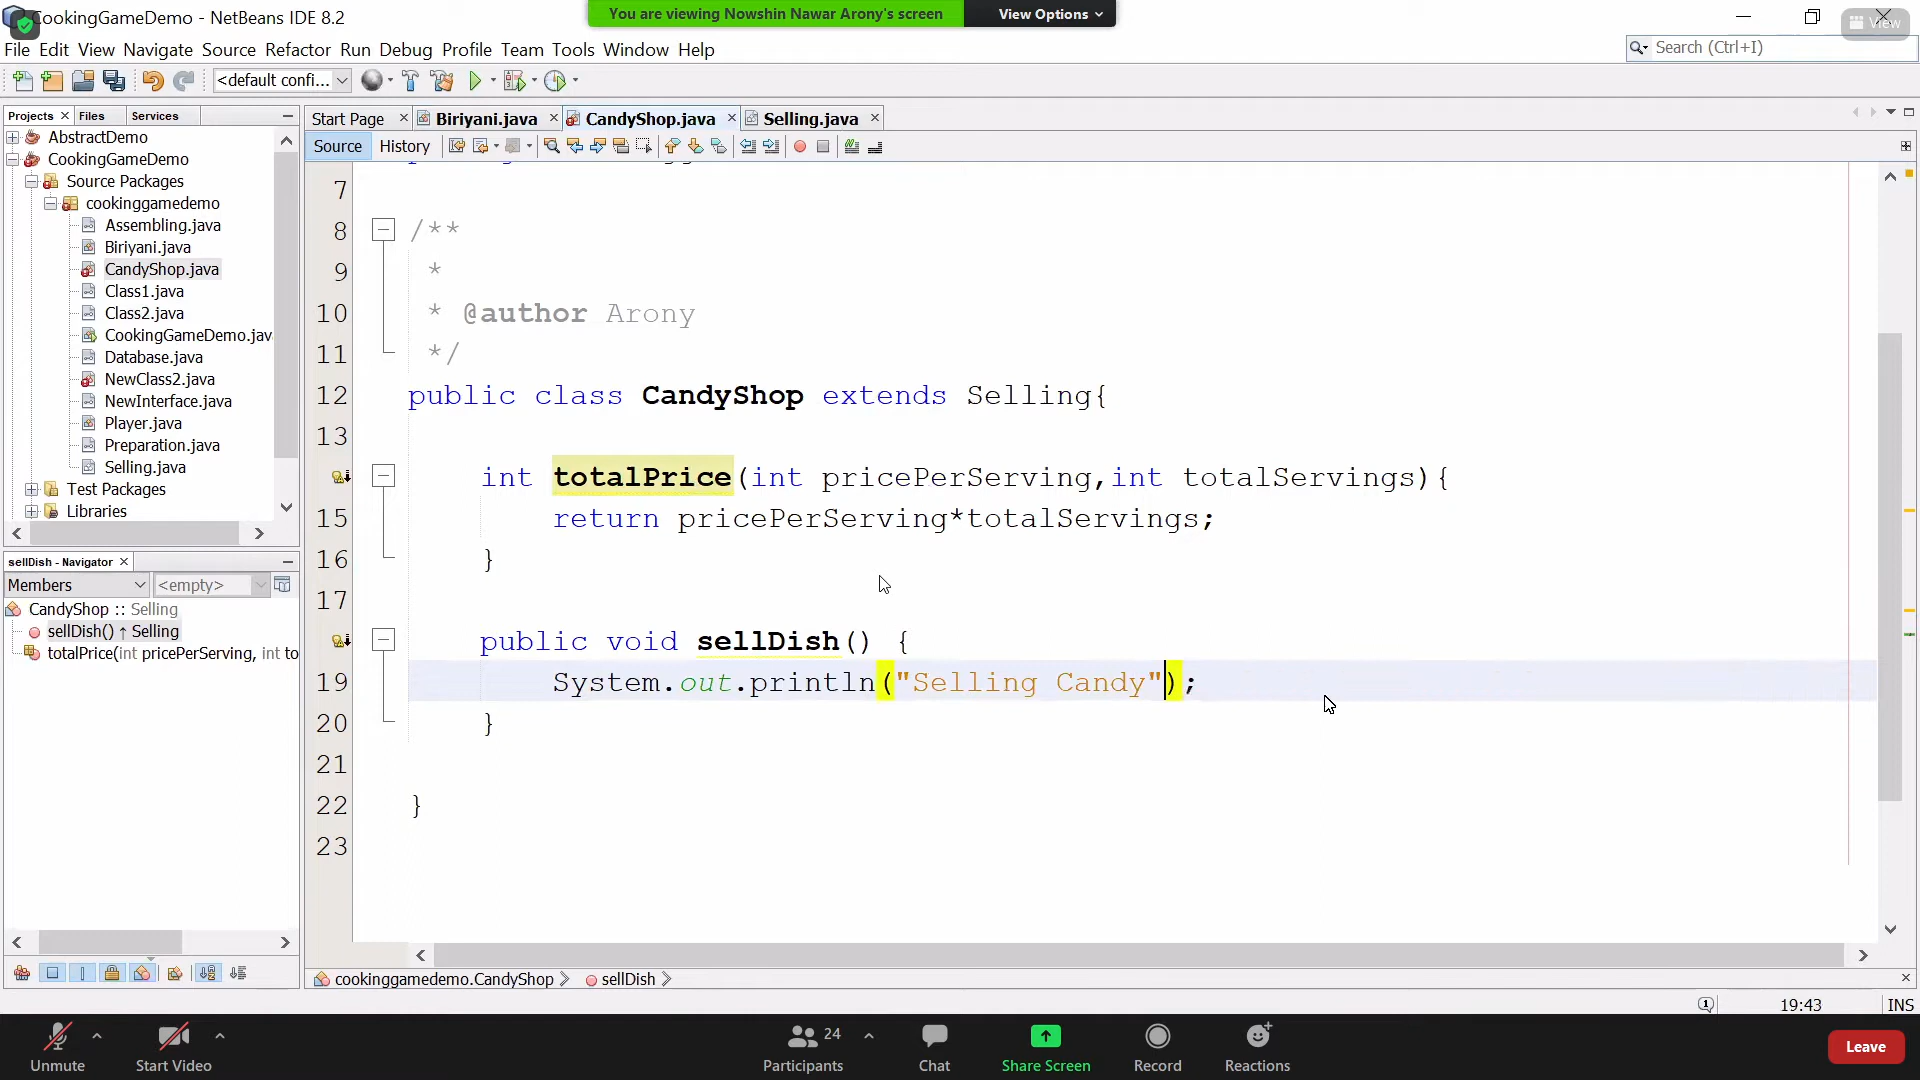 CookingGameDemo - NetBeans IDE 8.2
You are viewing Nowshin Nawar Arony's screen
View Options
View
File Edit View Navigate Source Refactor Run Debug Profile Team Tools Window Help
Search (Ctrl+I)
<default confi...
Projects Files Services
Start Page Biriyani.java CandyShop.java Selling.java
Source History
AbstractDemo
CookingGameDemo
Source Packages
cookinggamedemo
Assembling.java
Biriyani.java
CandyShop.java
Class1.java
Class2.java
CookingGameDemo.jav
Database.java
NewClass2.java
NewInterface.java
Player.java
Preparation.java
Selling.java
Test Packages
Libraries
sellDish - Navigator
Members <empty>
CandyShop :: Selling
sellDish() ↑ Selling
totalPrice(int pricePerServing, int to
7
8 /**
9 *
10 * @author Arony
11 */
12 public class CandyShop extends Selling{
13
int totalPrice(int pricePerServing,int totalServings){
15 return pricePerServing*totalServings;
16 }
17
public void sellDish() {
19 System.out.println("Selling Candy");
20 }
21
22 }
23
cookinggamedemo.CandyShop sellDish
19:43 INS
Unmute Start Video Participants 24 Chat Share Screen Record Reactions Leave